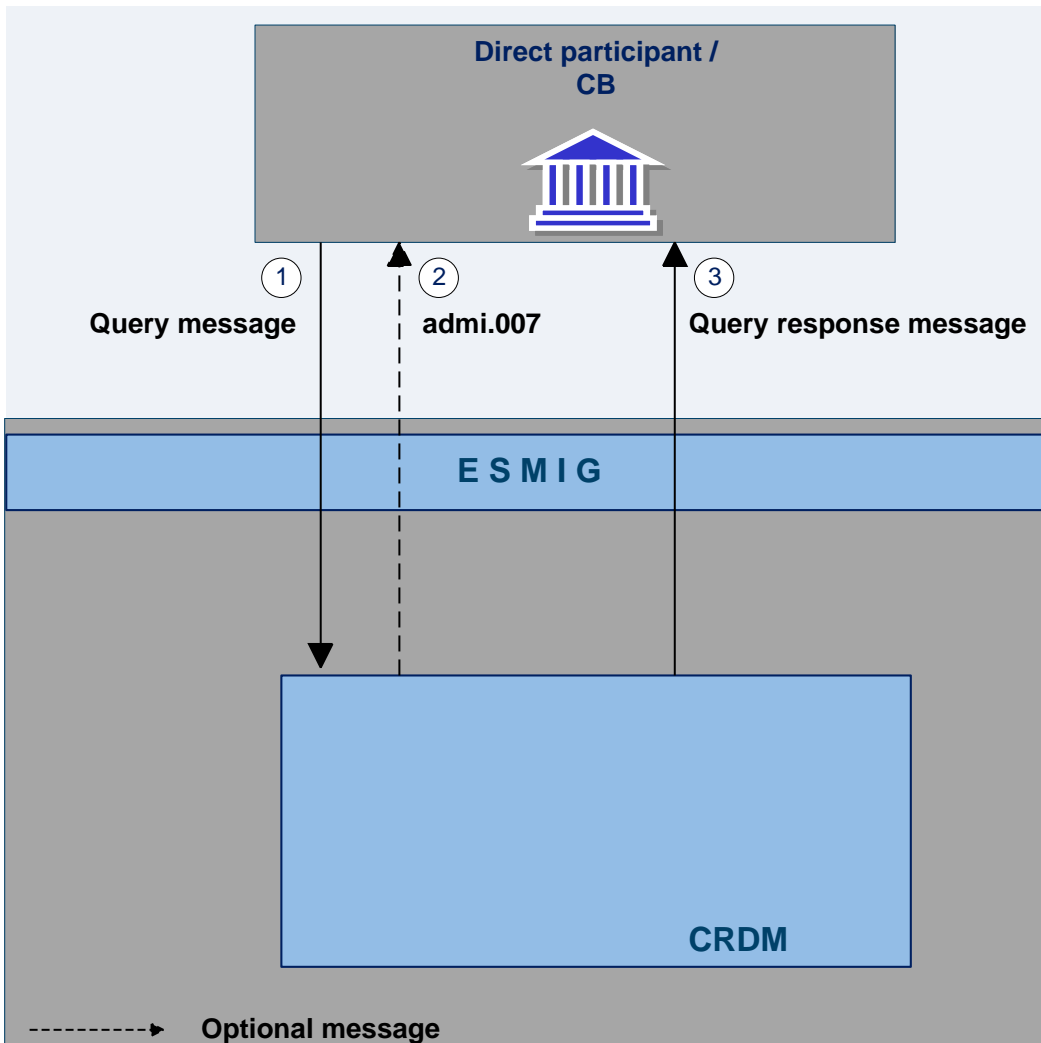 Direct participant /
CB
1
2
3
Query message
admi.007
Query response message
E S M I G
CRDM
Optional message